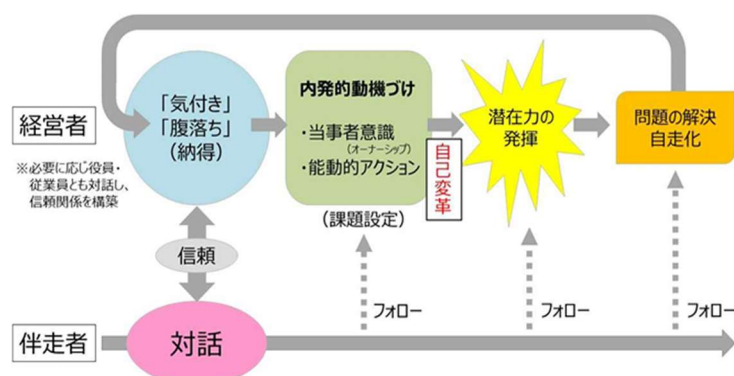 経営者
※必要に応じ役員・
従業員とも対話し、
信頼関係を構築
「気付き」
「腹落ち」
(納得)
内発的動機づけ
・当事者意識
(オーナーシップ)
・能動的アクション
(課題設定)
自己変革
潜在力の
発揮
問題の解決
自走化
信頼
フォロー
フォロー
フォロー
伴走者
対話